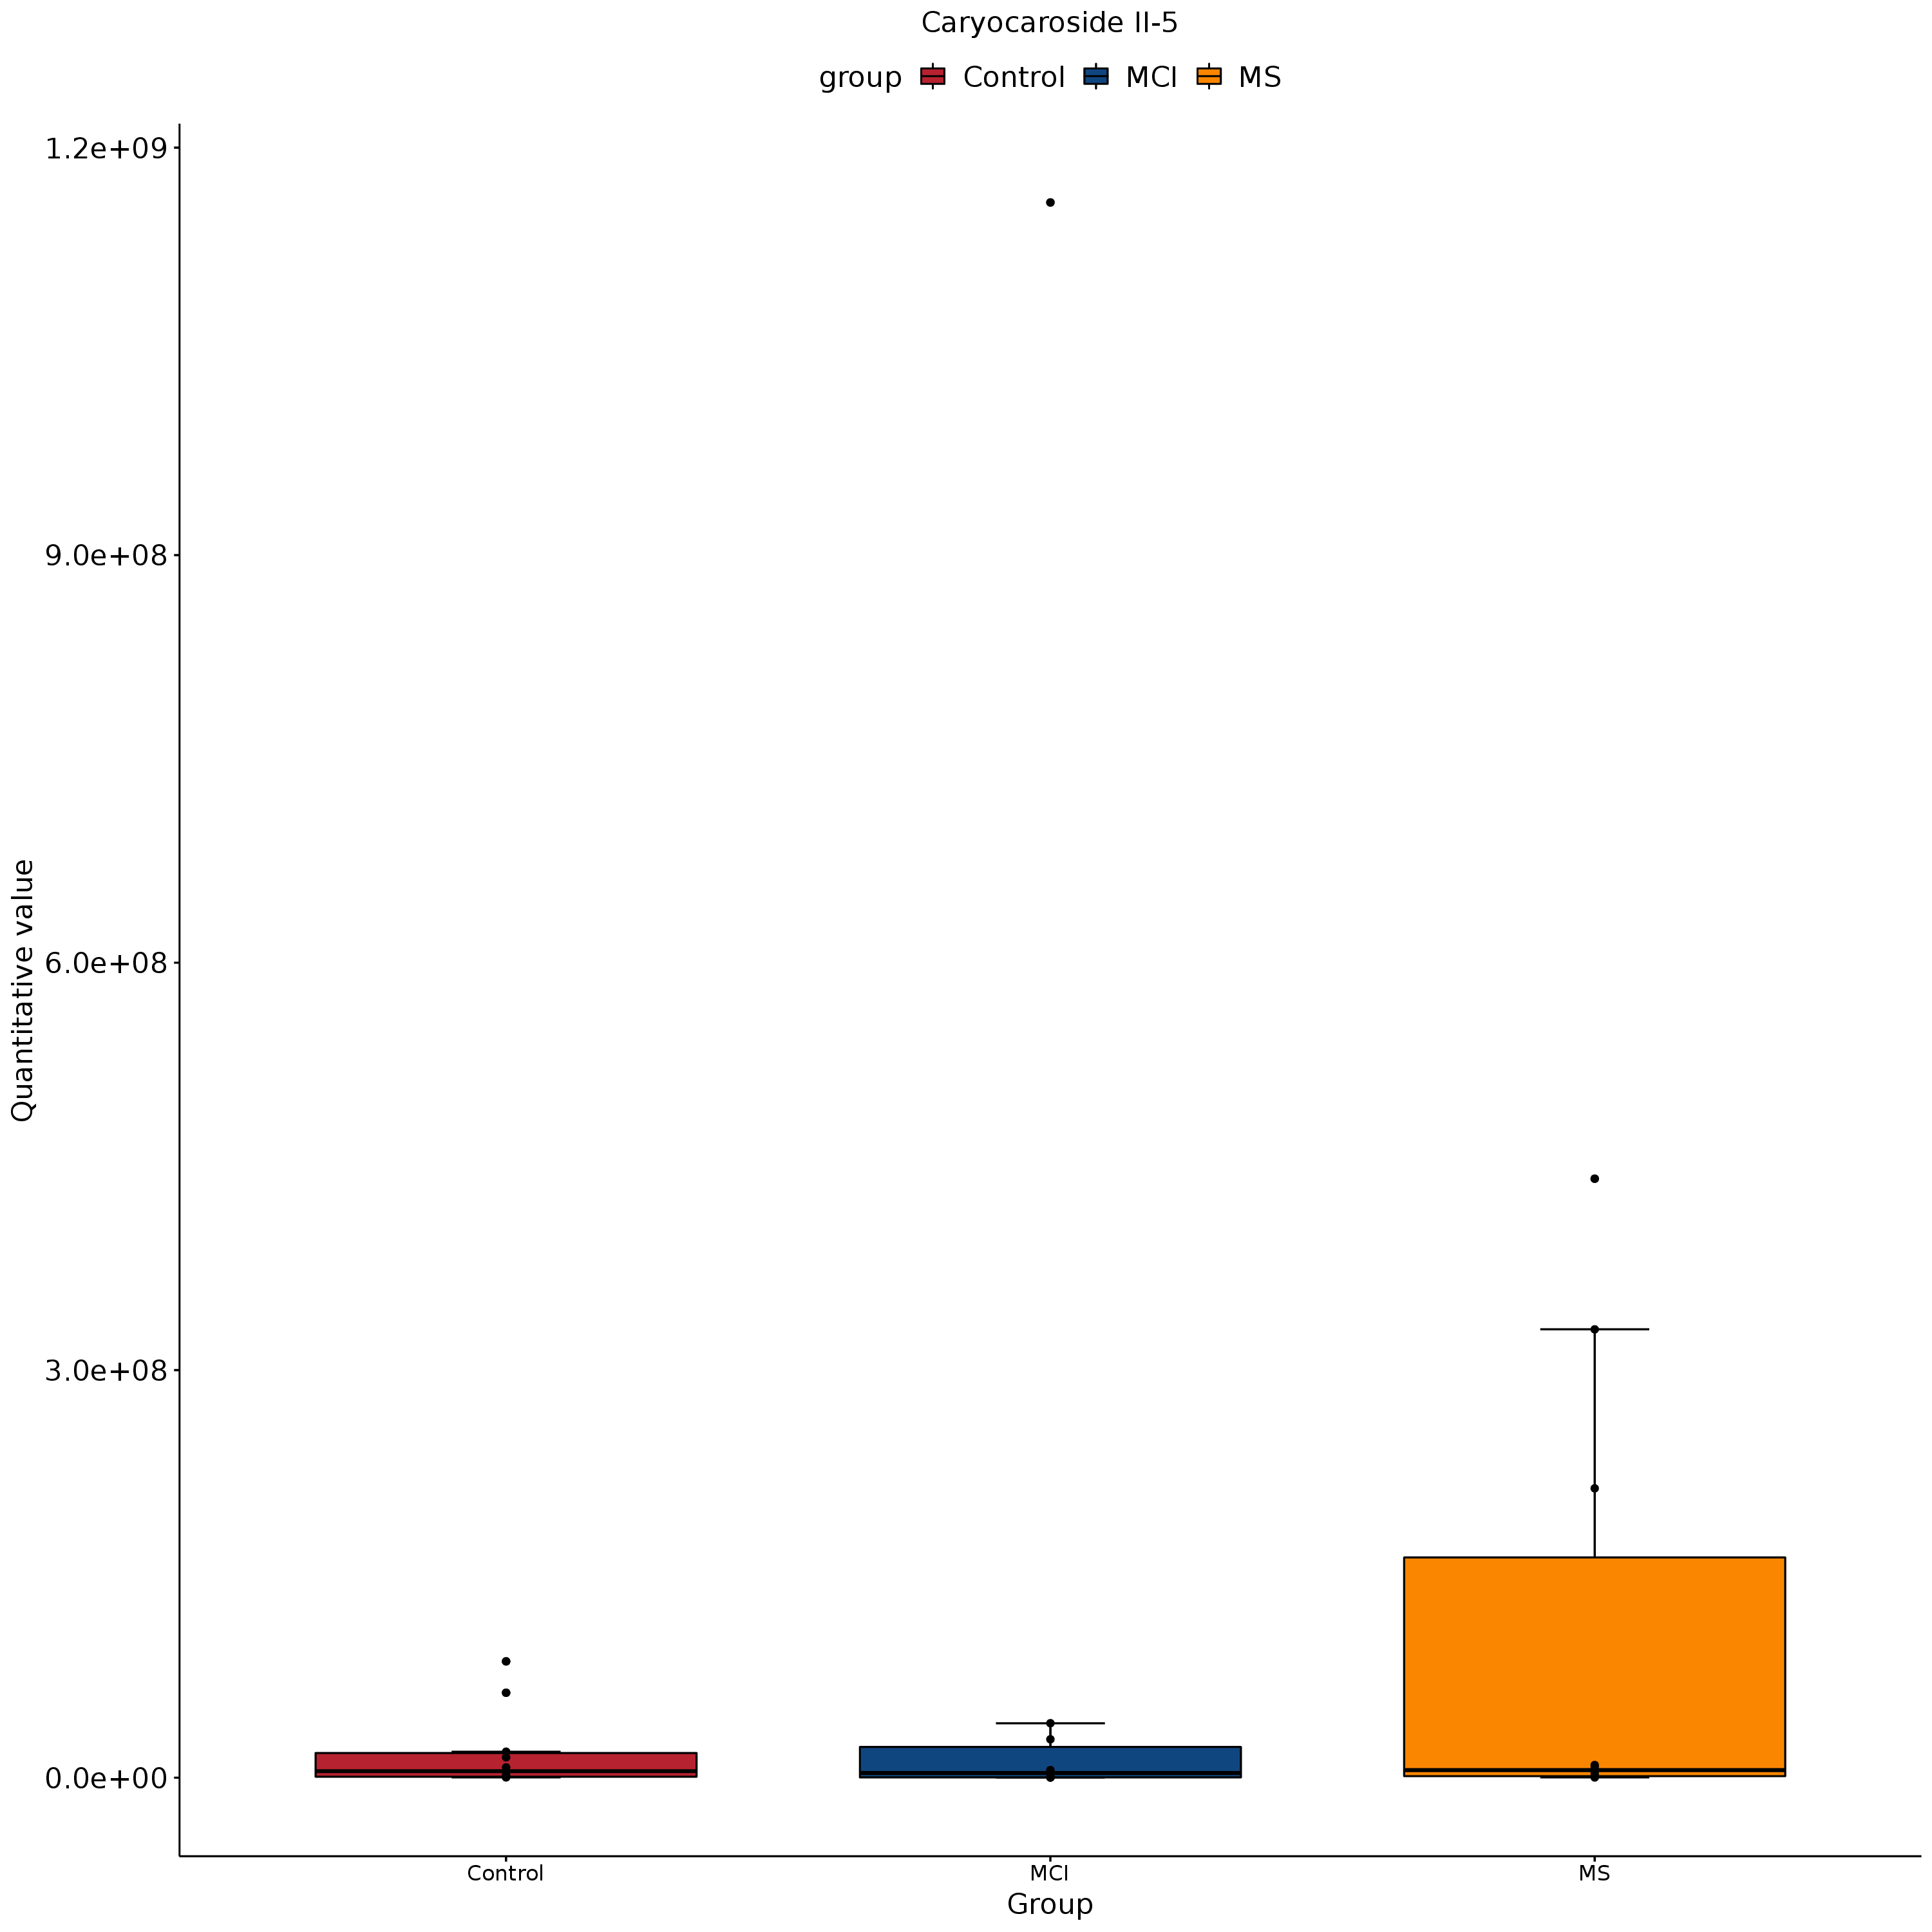 Caryocaroside II-5
group Control MCI MS
1.2e+09
9.0e+08
6.0e+08
3.0e+08
0.0e+00
Quantitative value
Control MCI MS
Group